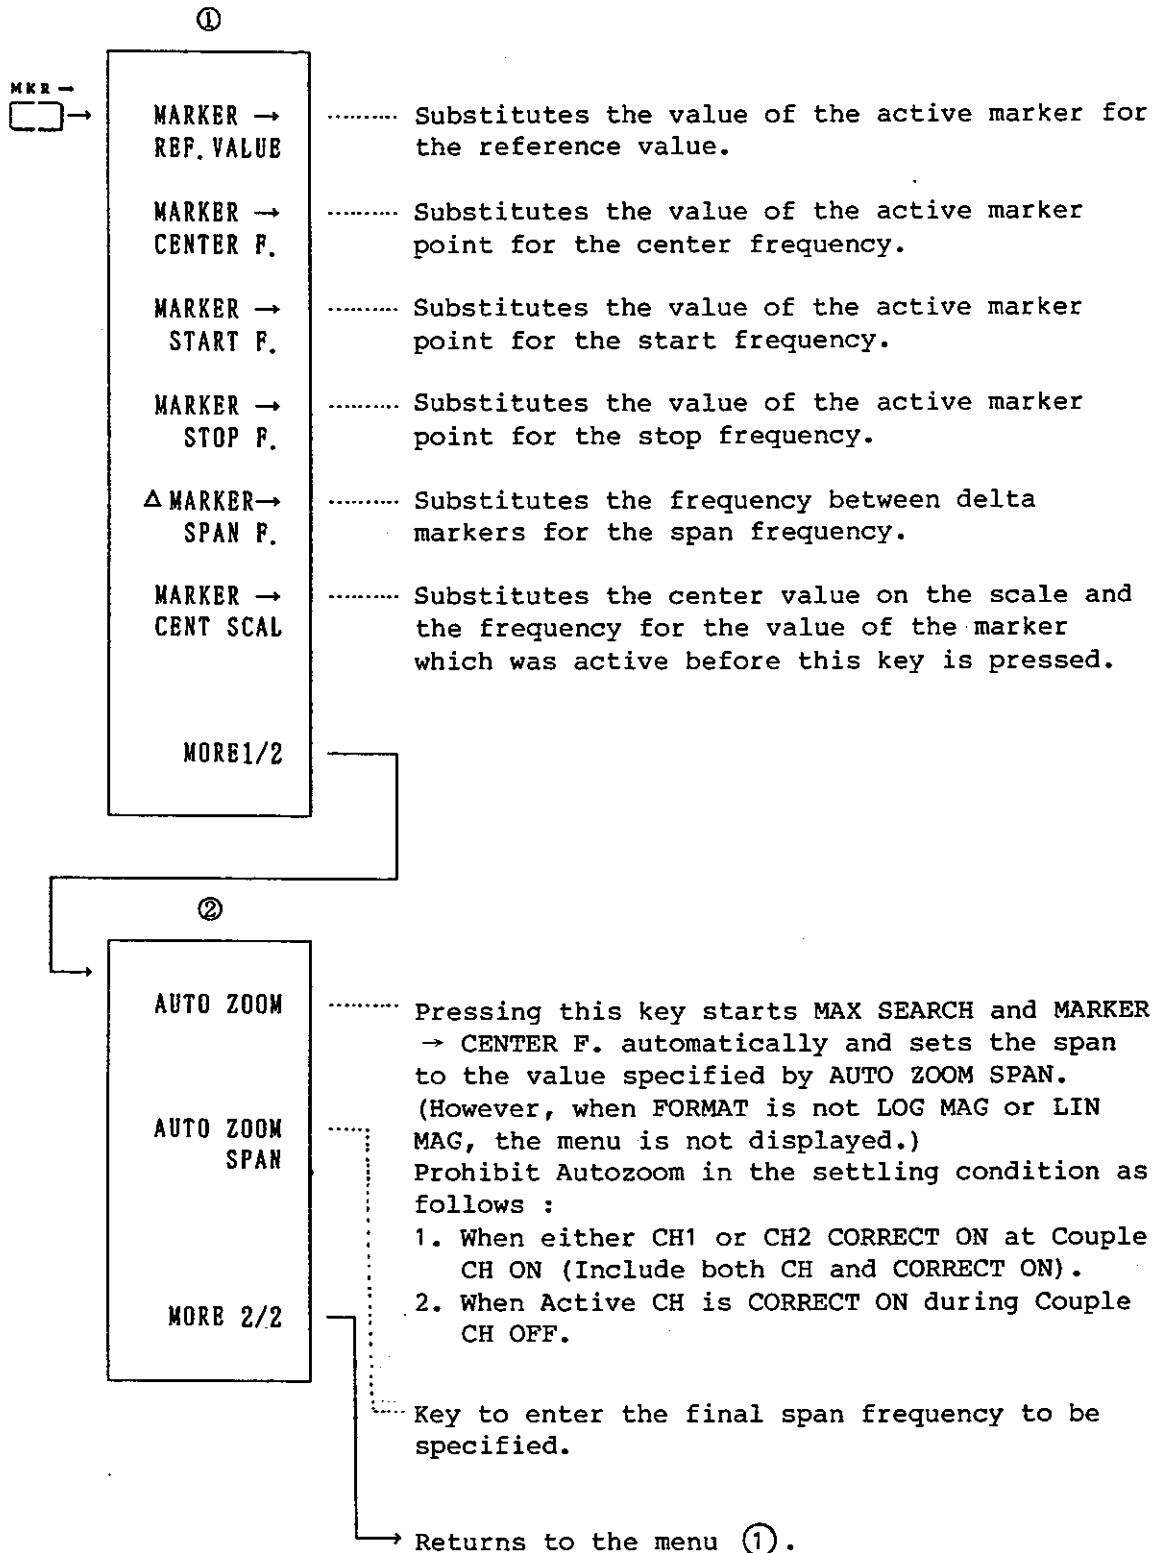 ①
MKR →
MARKER → Substitutes the value of the active marker for
REF. VALUE the reference value.
MARKER → Substitutes the value of the active marker
CENTER F. point for the center frequency.
MARKER → Substitutes the value of the active marker
START F. point for the start frequency.
MARKER → Substitutes the value of the active marker
STOP F. point for the stop frequency.
△ MARKER→ Substitutes the frequency between delta
SPAN F. markers for the span frequency.
MARKER → Substitutes the center value on the scale and
CENT SCAL the frequency for the value of the marker
which was active before this key is pressed.
MORE1/2
②
AUTO ZOOM Pressing this key starts MAX SEARCH and MARKER
→ CENTER F. automatically and sets the span
to the value specified by AUTO ZOOM SPAN.
(However, when FORMAT is not LOG MAG or LIN
AUTO ZOOM MAG, the menu is not displayed.)
SPAN Prohibit Autozoom in the settling condition as
follows :
1. When either CH1 or CH2 CORRECT ON at Couple
CH ON (Include both CH and CORRECT ON).
MORE 2/2 2. When Active CH is CORRECT ON during Couple
CH OFF.
Key to enter the final span frequency to be
specified.
Returns to the menu ①.